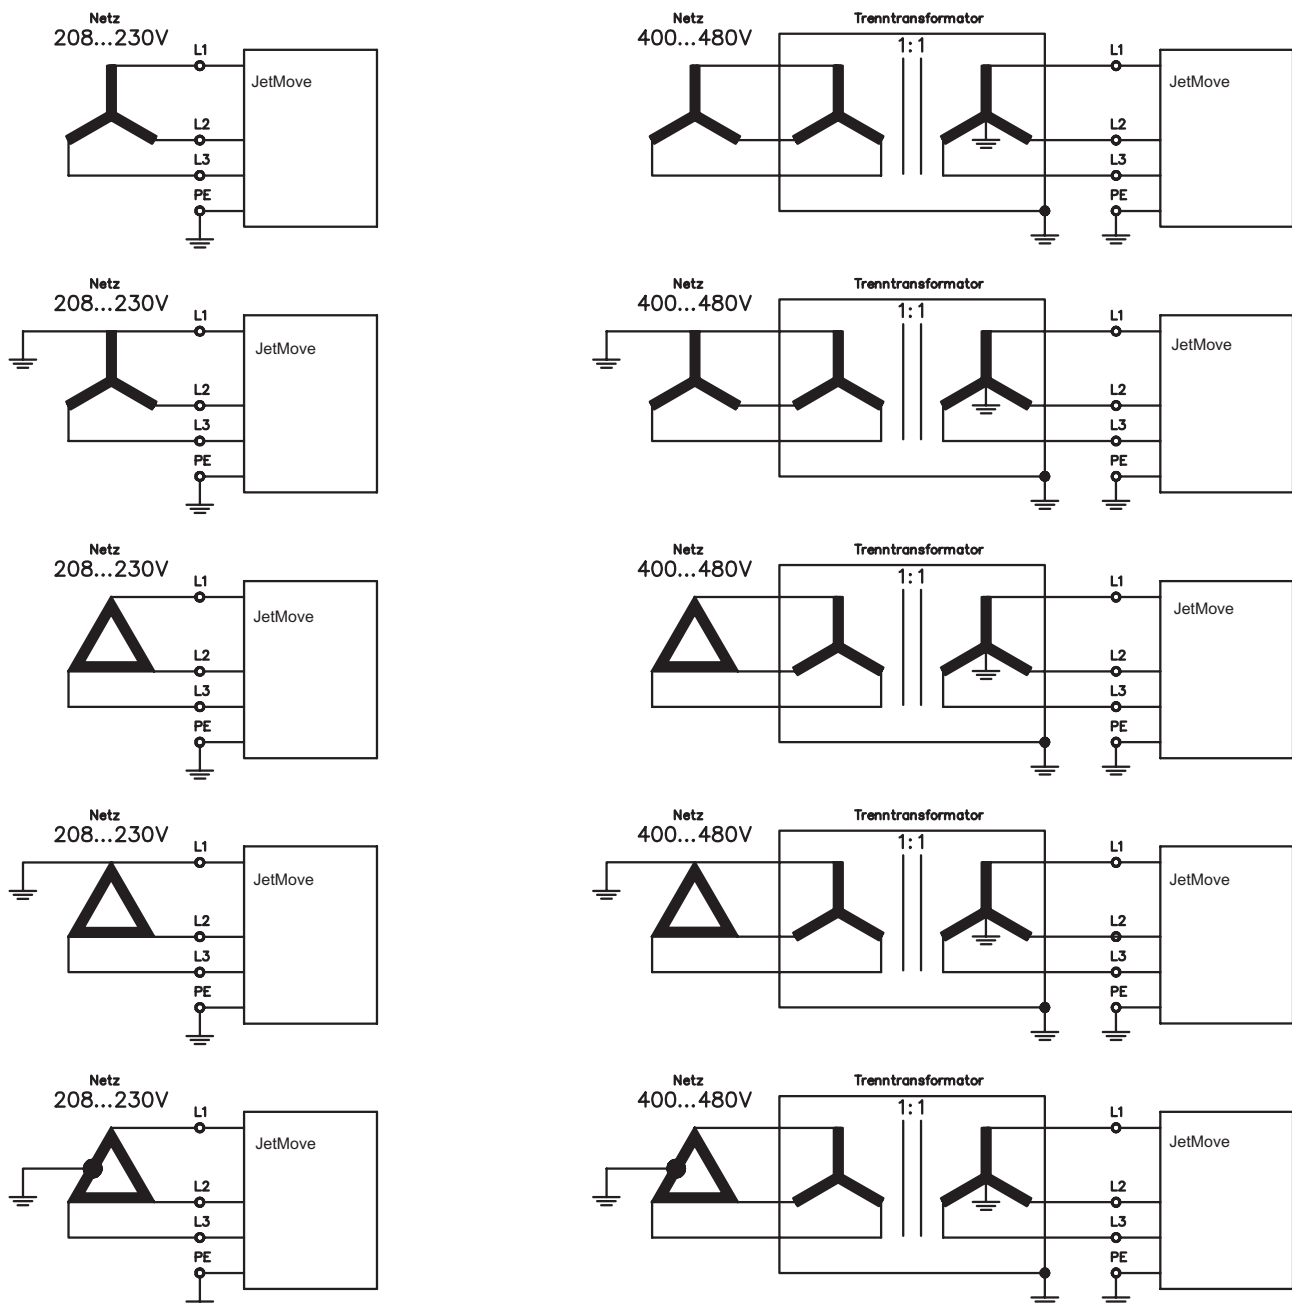 Netz
208...230V
L1
JetMove
L2
L3
PE
Netz
400...480V
Trenntransformator
1:1
L1
JetMove
L2
L3
PE
Netz
208...230V
L1
JetMove
L2
L3
PE
Netz
400...480V
Trenntransformator
1:1
L1
JetMove
L2
L3
PE
Netz
208...230V
L1
JetMove
L2
L3
PE
Netz
400...480V
Trenntransformator
1:1
L1
JetMove
L2
L3
PE
Netz
208...230V
L1
JetMove
L2
L3
PE
Netz
400...480V
Trenntransformator
1:1
L1
JetMove
L2
L3
PE
Netz
208...230V
L1
JetMove
L2
L3
PE
Netz
400...480V
Trenntransformator
1:1
L1
JetMove
L2
L3
PE